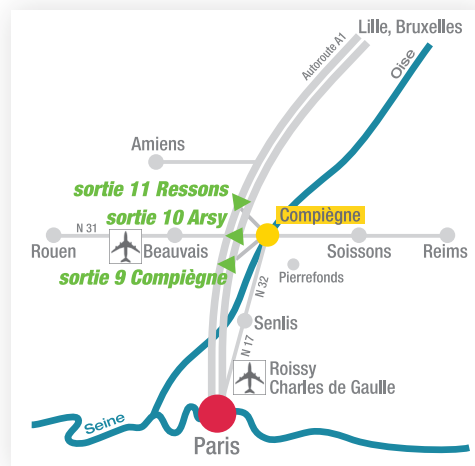 Lille, Bruxelles
Autoroute A1
Oise
Amiens
sortie 11 Ressons
sortie 10 Arsy
Compiègne
N 31
Rouen
Beauvais
Soissons
Reims
sortie 9 Compiègne
Pierrefonds
N 32
Senlis
N 17
Roissy
Charles de Gaulle
Seine
Paris